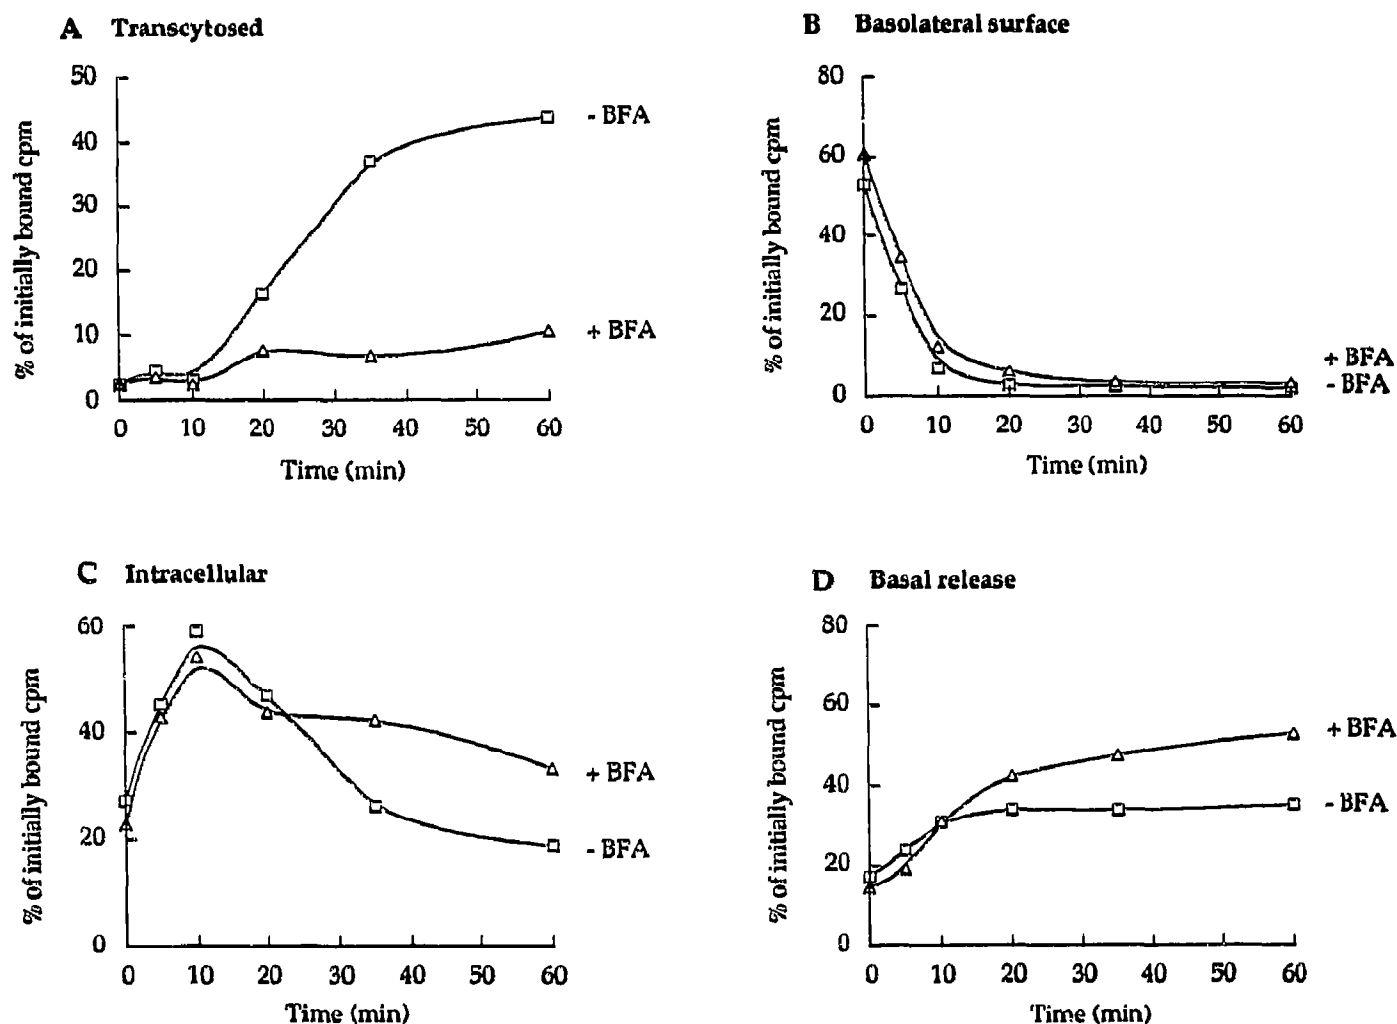 A Transcytosed
50
40
30
20
10
0
% of initially bound cpm
- BFA
+ BFA
0 10 20 30 40 50 60
Time (min)
B Basolateral surface
80
60
40
20
0
% of initially bound cpm
+ BFA
- BFA
0 10 20 30 40 50 60
Time (min)
C Intracellular
60
40
20
0
% of initially bound cpm
+ BFA
- BFA
0 10 20 30 40 50 60
Time (min)
D Basal release
80
60
40
20
0
% of initially bound cpm
+ BFA
- BFA
0 10 20 30 40 50 60
Time (min)